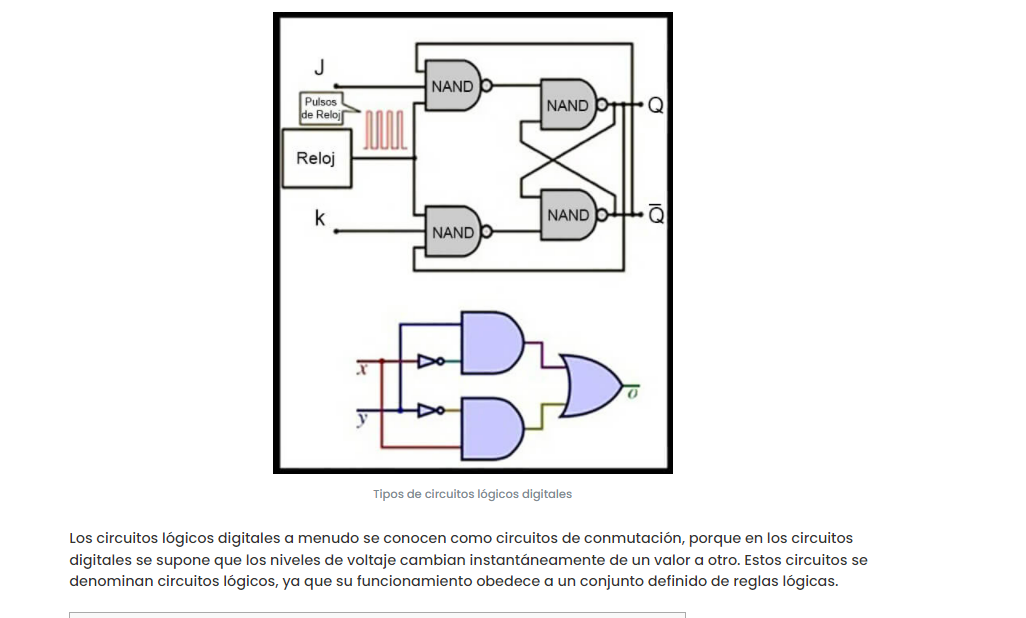 J
NAND
NAND
Q
Pulsos
de Reloj
Reloj
k
NAND
NAND
Q̅
x
y
o
Tipos de circuitos lógicos digitales
Los circuitos lógicos digitales a menudo se conocen como circuitos de conmutación, porque en los circuitos
digitales se supone que los niveles de voltaje cambian instantáneamente de un valor a otro. Estos circuitos se
denominan circuitos lógicos, ya que su funcionamiento obedece a un conjunto definido de reglas lógicas.